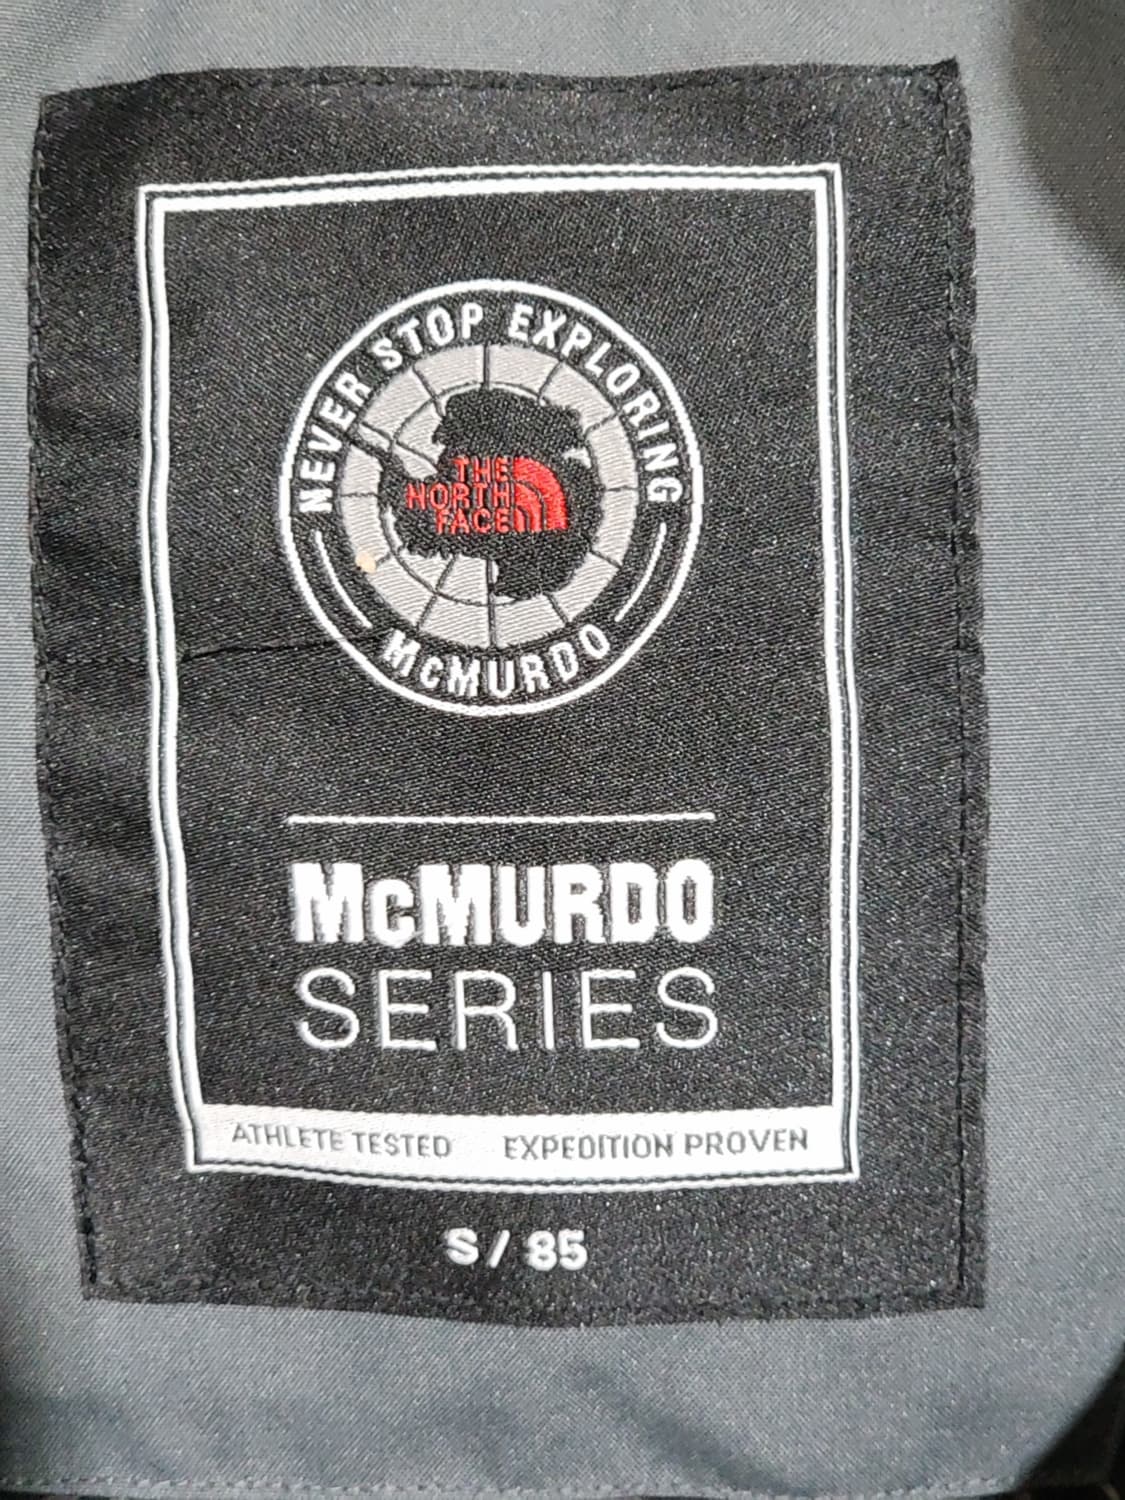 NEVER STOP EXPLORING
THE
NORTH
FACE
McMURDO
McMURDO
SERIES
ATHLETE TESTED EXPEDITION PROVEN
S/ 85